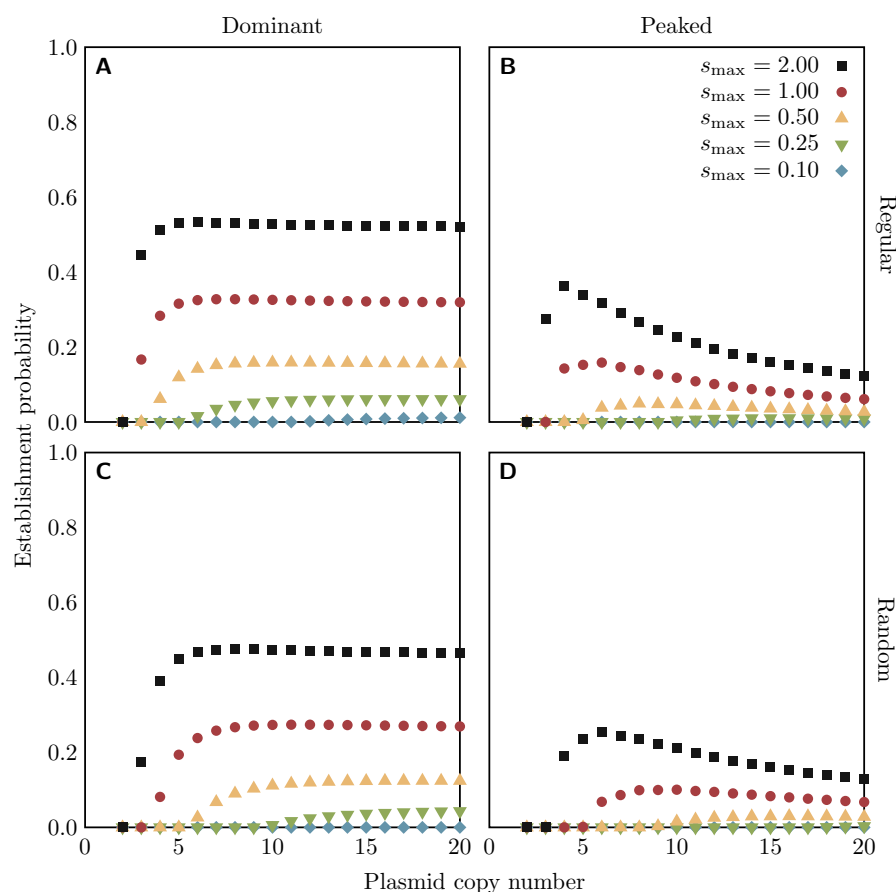 Dominant
Peaked
A
B
s_max = 2.00
s_max = 1.00
s_max = 0.50
s_max = 0.25
s_max = 0.10
1.0
0.8
0.6
0.4
0.2
0.0
Regular
Establishment probability
C
D
1.0
0.8
0.6
0.4
0.2
0.0
Random
0
5
10
15
20
0
5
10
15
20
Plasmid copy number